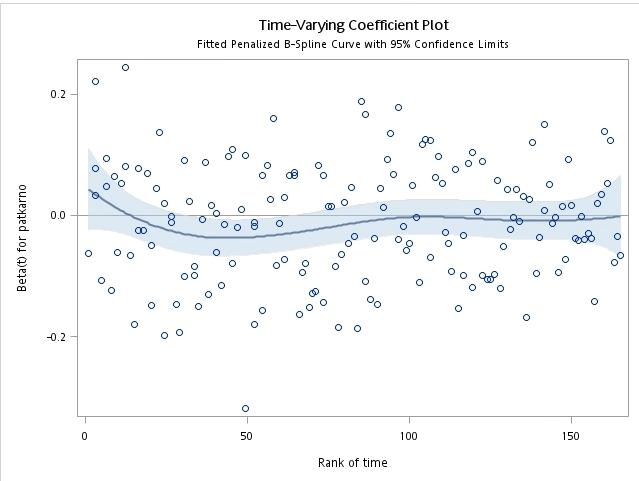 Time-Varying Coefficient Plot
Fitted Penalized B-Spline Curve with 95% Confidence Limits
0.2
0.0
-0.2
Beta(t) for patkarno
0
50
100
150
Rank of time